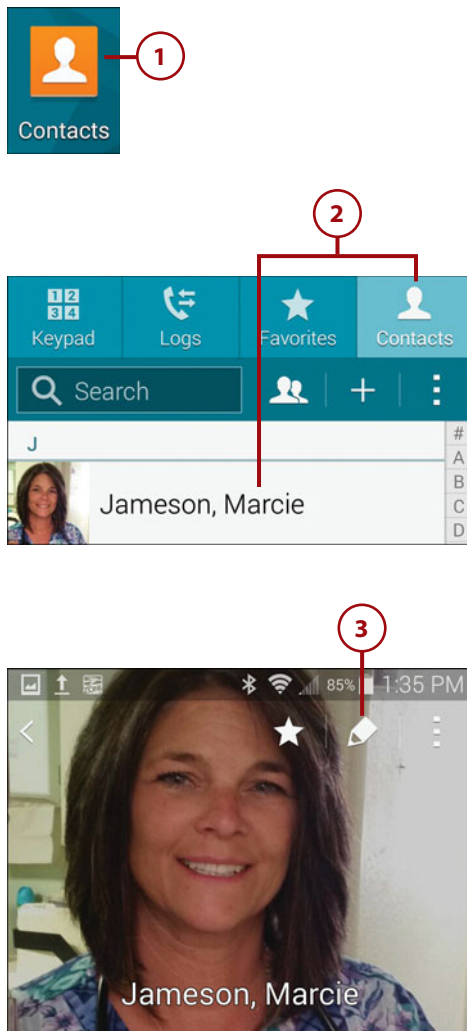 1
Contacts
2
Keypad
Logs
Favorites
Contacts
Search
J
#
A
B
C
D
Jameson, Marcie
3
85%
1:35 PM
Jameson, Marcie